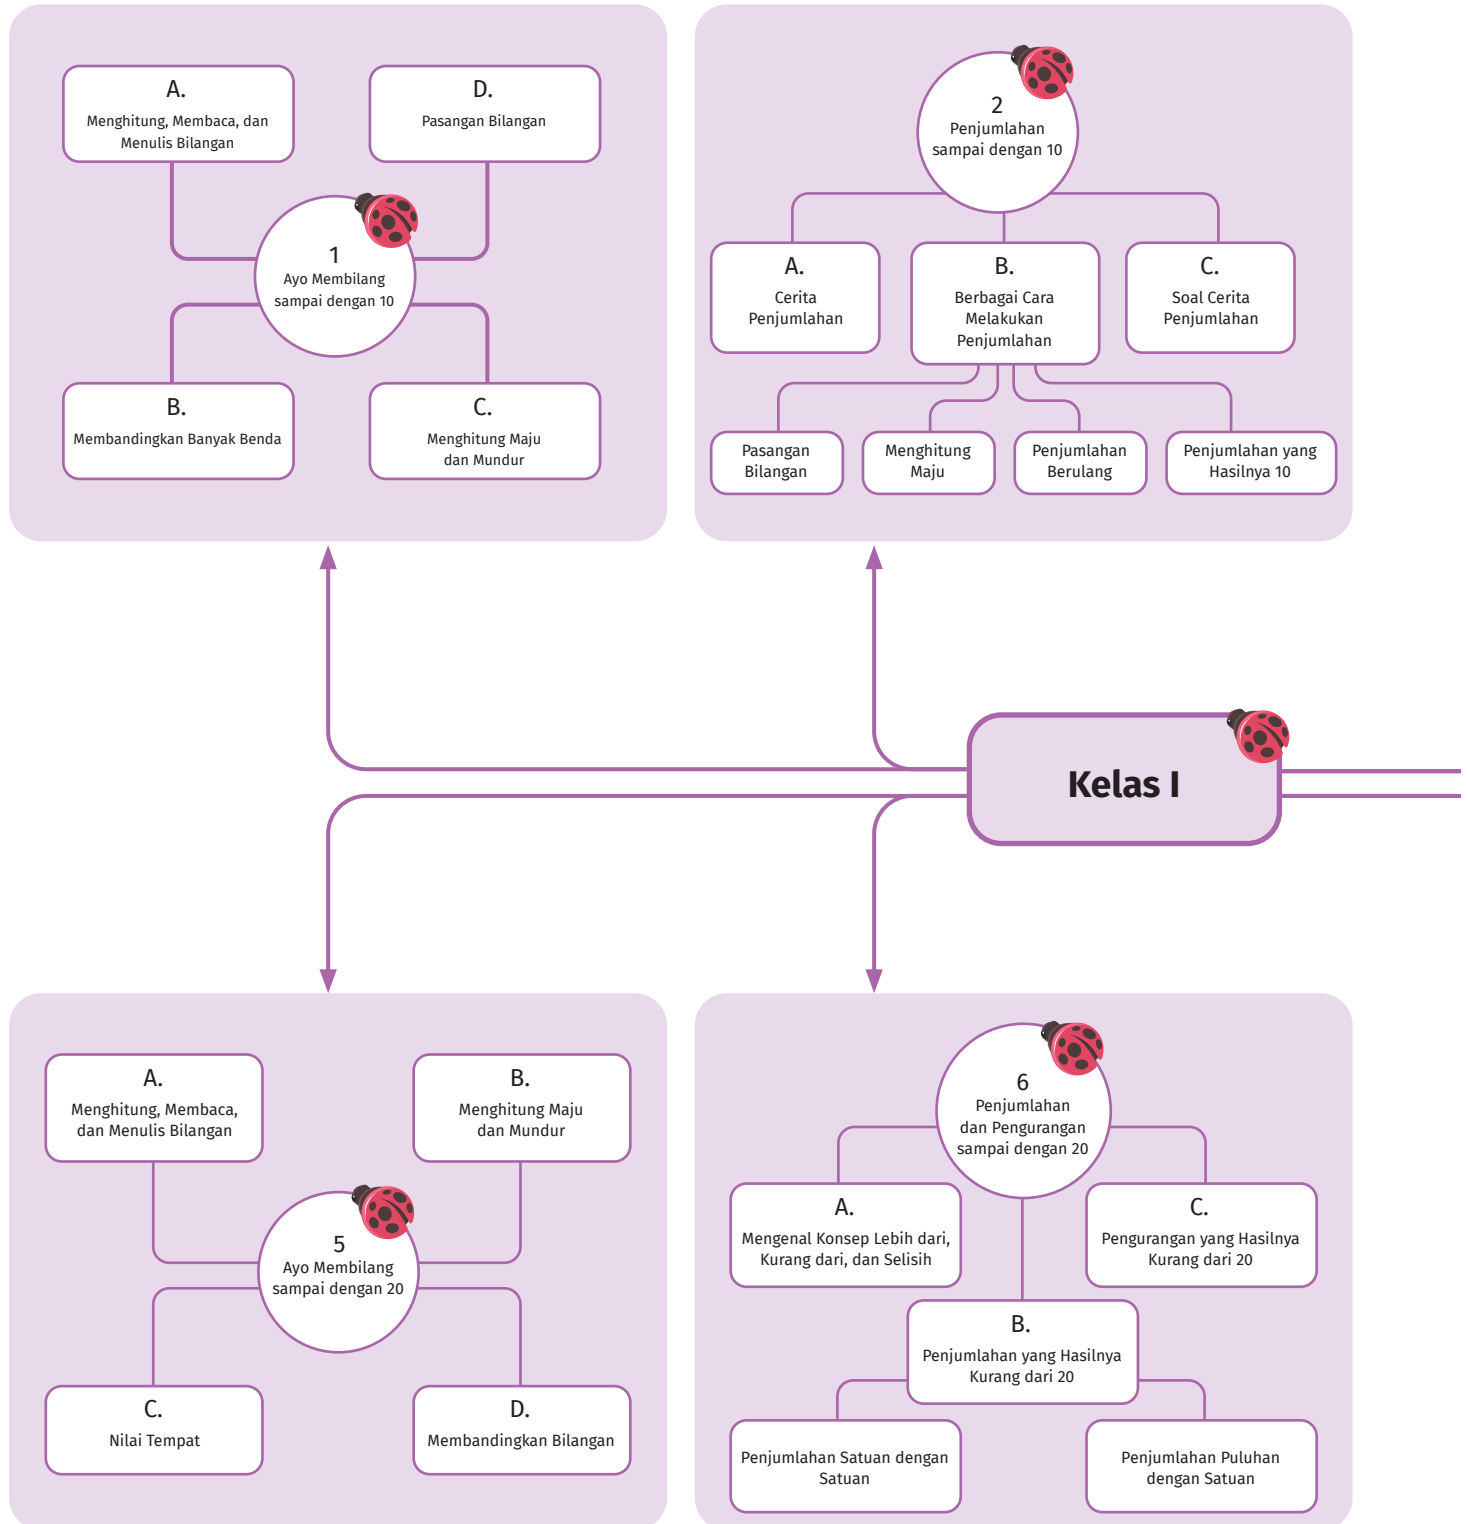 A.
Menghitung, Membaca, dan
Menulis Bilangan
D.
Pasangan Bilangan
1
Ayo Membilang
sampai dengan 10
B.
Membandingkan Banyak Benda
C.
Menghitung Maju
dan Mundur
2
Penjumlahan
sampai dengan 10
A.
Cerita
Penjumlahan
B.
Berbagai Cara
Melakukan
Penjumlahan
C.
Soal Cerita
Penjumlahan
Pasangan
Bilangan
Menghitung
Maju
Penjumlahan
Berulang
Penjumlahan yang
Hasilnya 10
Kelas I
A.
Menghitung, Membaca,
dan Menulis Bilangan
B.
Menghitung Maju
dan Mundur
5
Ayo Membilang
sampai dengan 20
C.
Nilai Tempat
D.
Membandingkan Bilangan
6
Penjumlahan
dan Pengurangan
sampai dengan 20
A.
Mengenal Konsep Lebih dari,
Kurang dari, dan Selisih
C.
Pengurangan yang Hasilnya
Kurang dari 20
B.
Penjumlahan yang Hasilnya
Kurang dari 20
Penjumlahan Satuan dengan
Satuan
Penjumlahan Puluhan
dengan Satuan